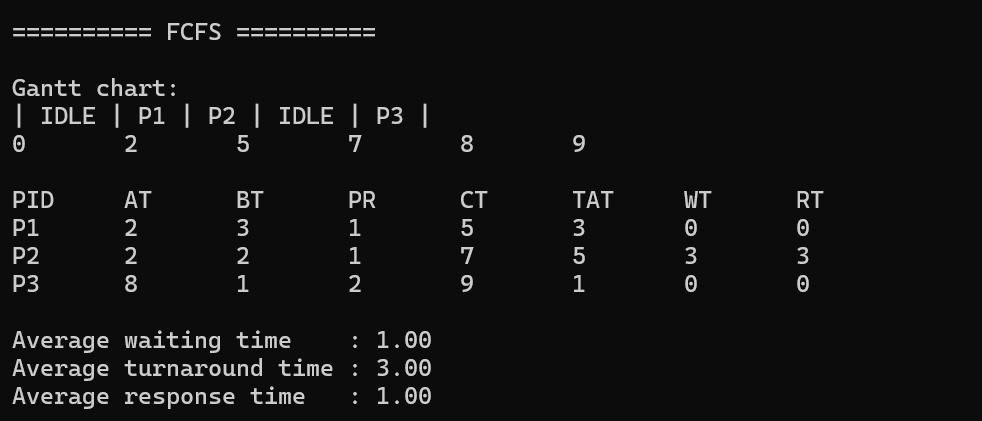 ========== FCFS ==========
Gantt chart:
| IDLE | P1 | P2 | IDLE | P3 |
0       2       5       7       8       9
PID     AT      BT      PR      CT      TAT     WT      RT
P1      2       3       1       5       3       0       0
P2      2       2       1       7       5       3       3
P3      8       1       2       9       1       0       0
Average waiting time    : 1.00
Average turnaround time : 3.00
Average response time   : 1.00